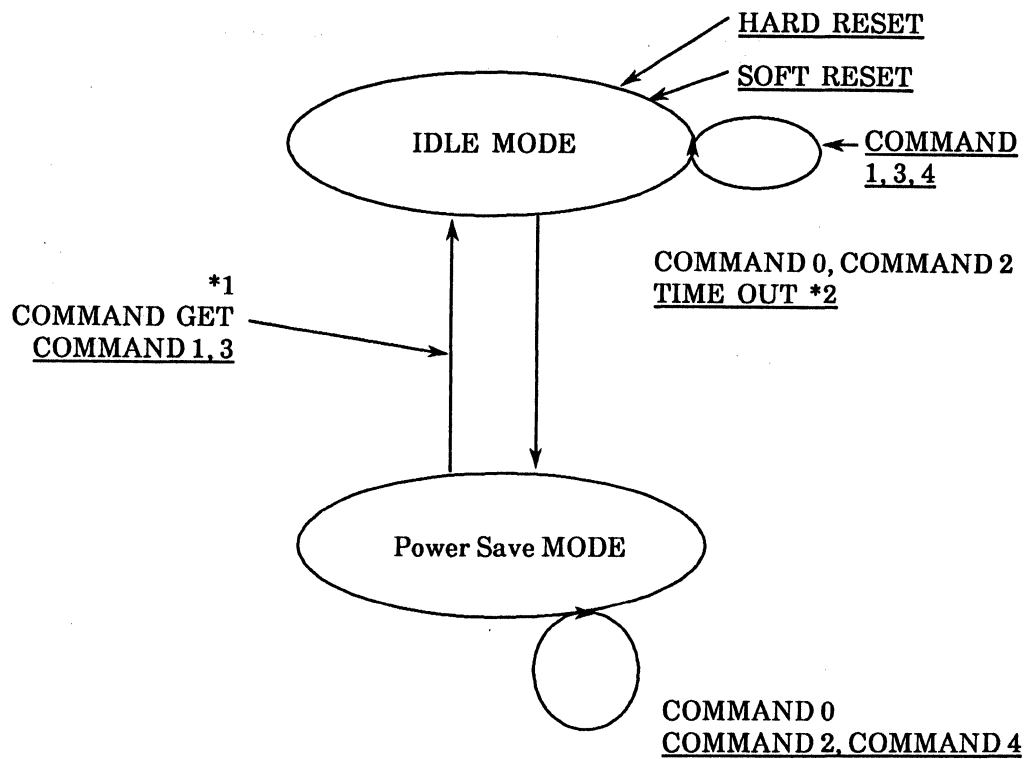 HARD RESET
SOFT RESET
IDLE MODE
COMMAND
1, 3, 4
COMMAND 0, COMMAND 2
TIME OUT *2
*1
COMMAND GET
COMMAND 1, 3
Power Save MODE
COMMAND 0
COMMAND 2, COMMAND 4